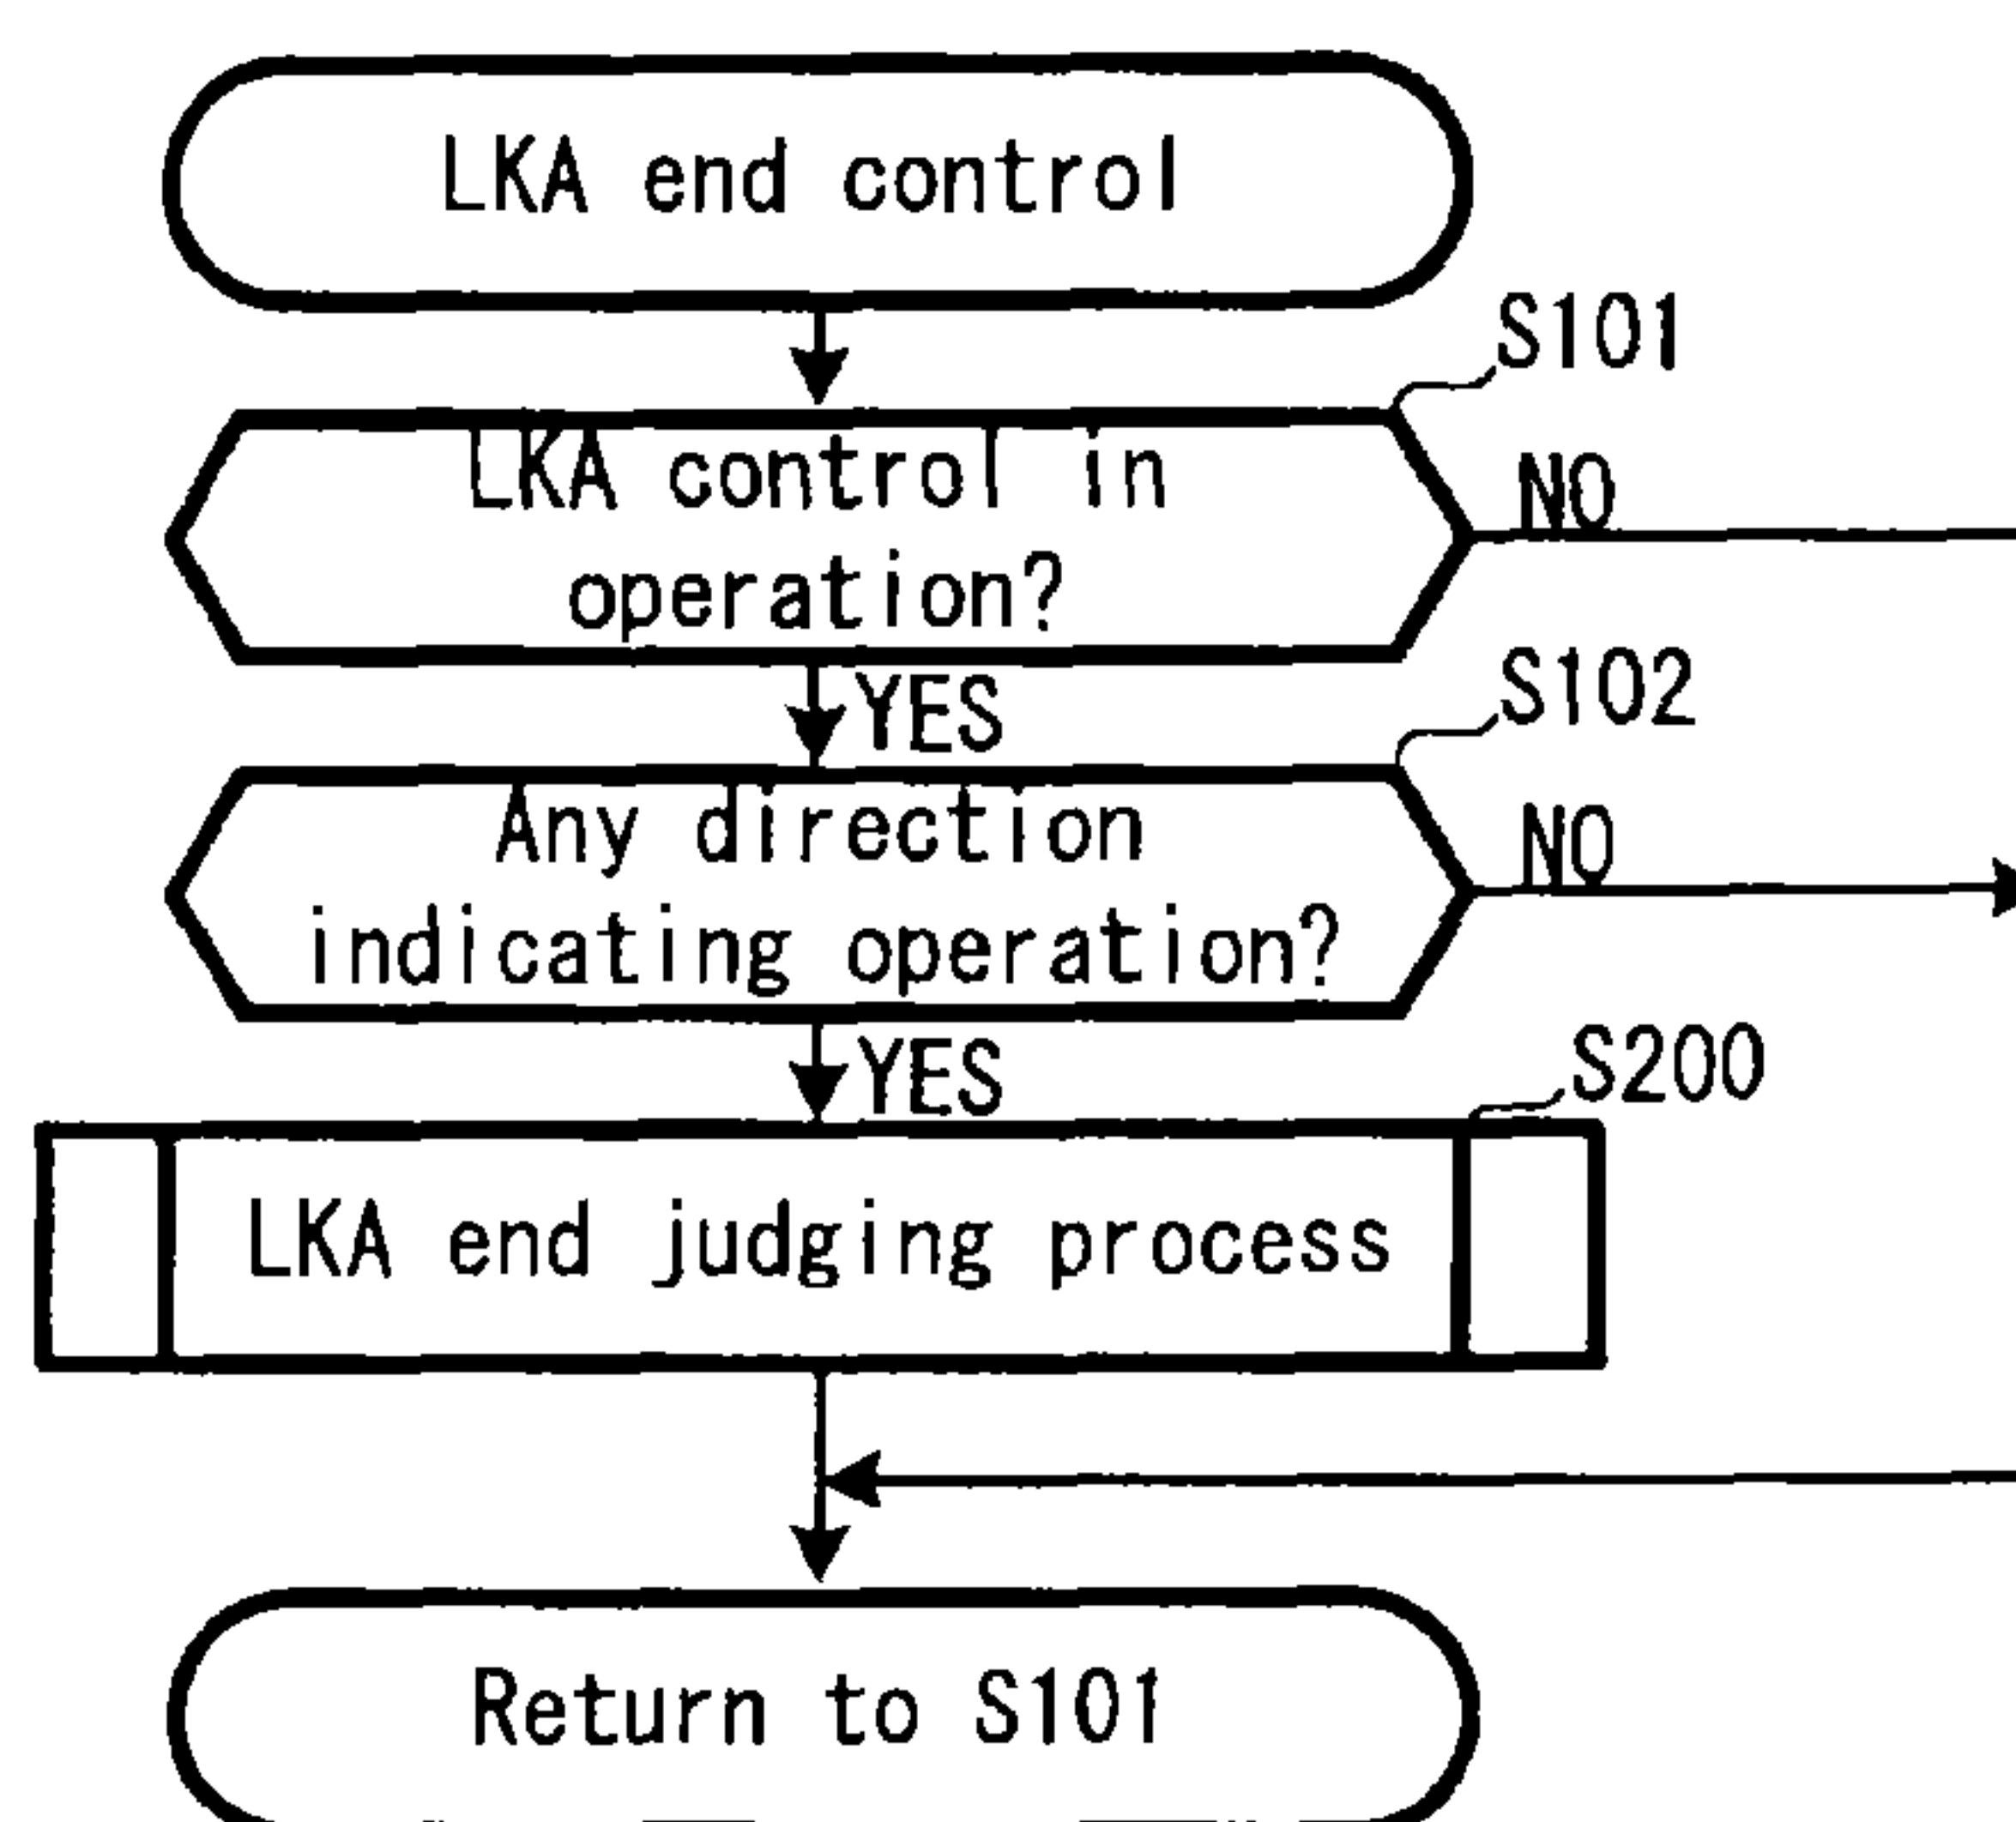 LKA end control
S101
LKA control in
operation?
NO
YES
S102
Any direction
indicating operation?
NO
YES
S200
LKA end judging process
Return to S101